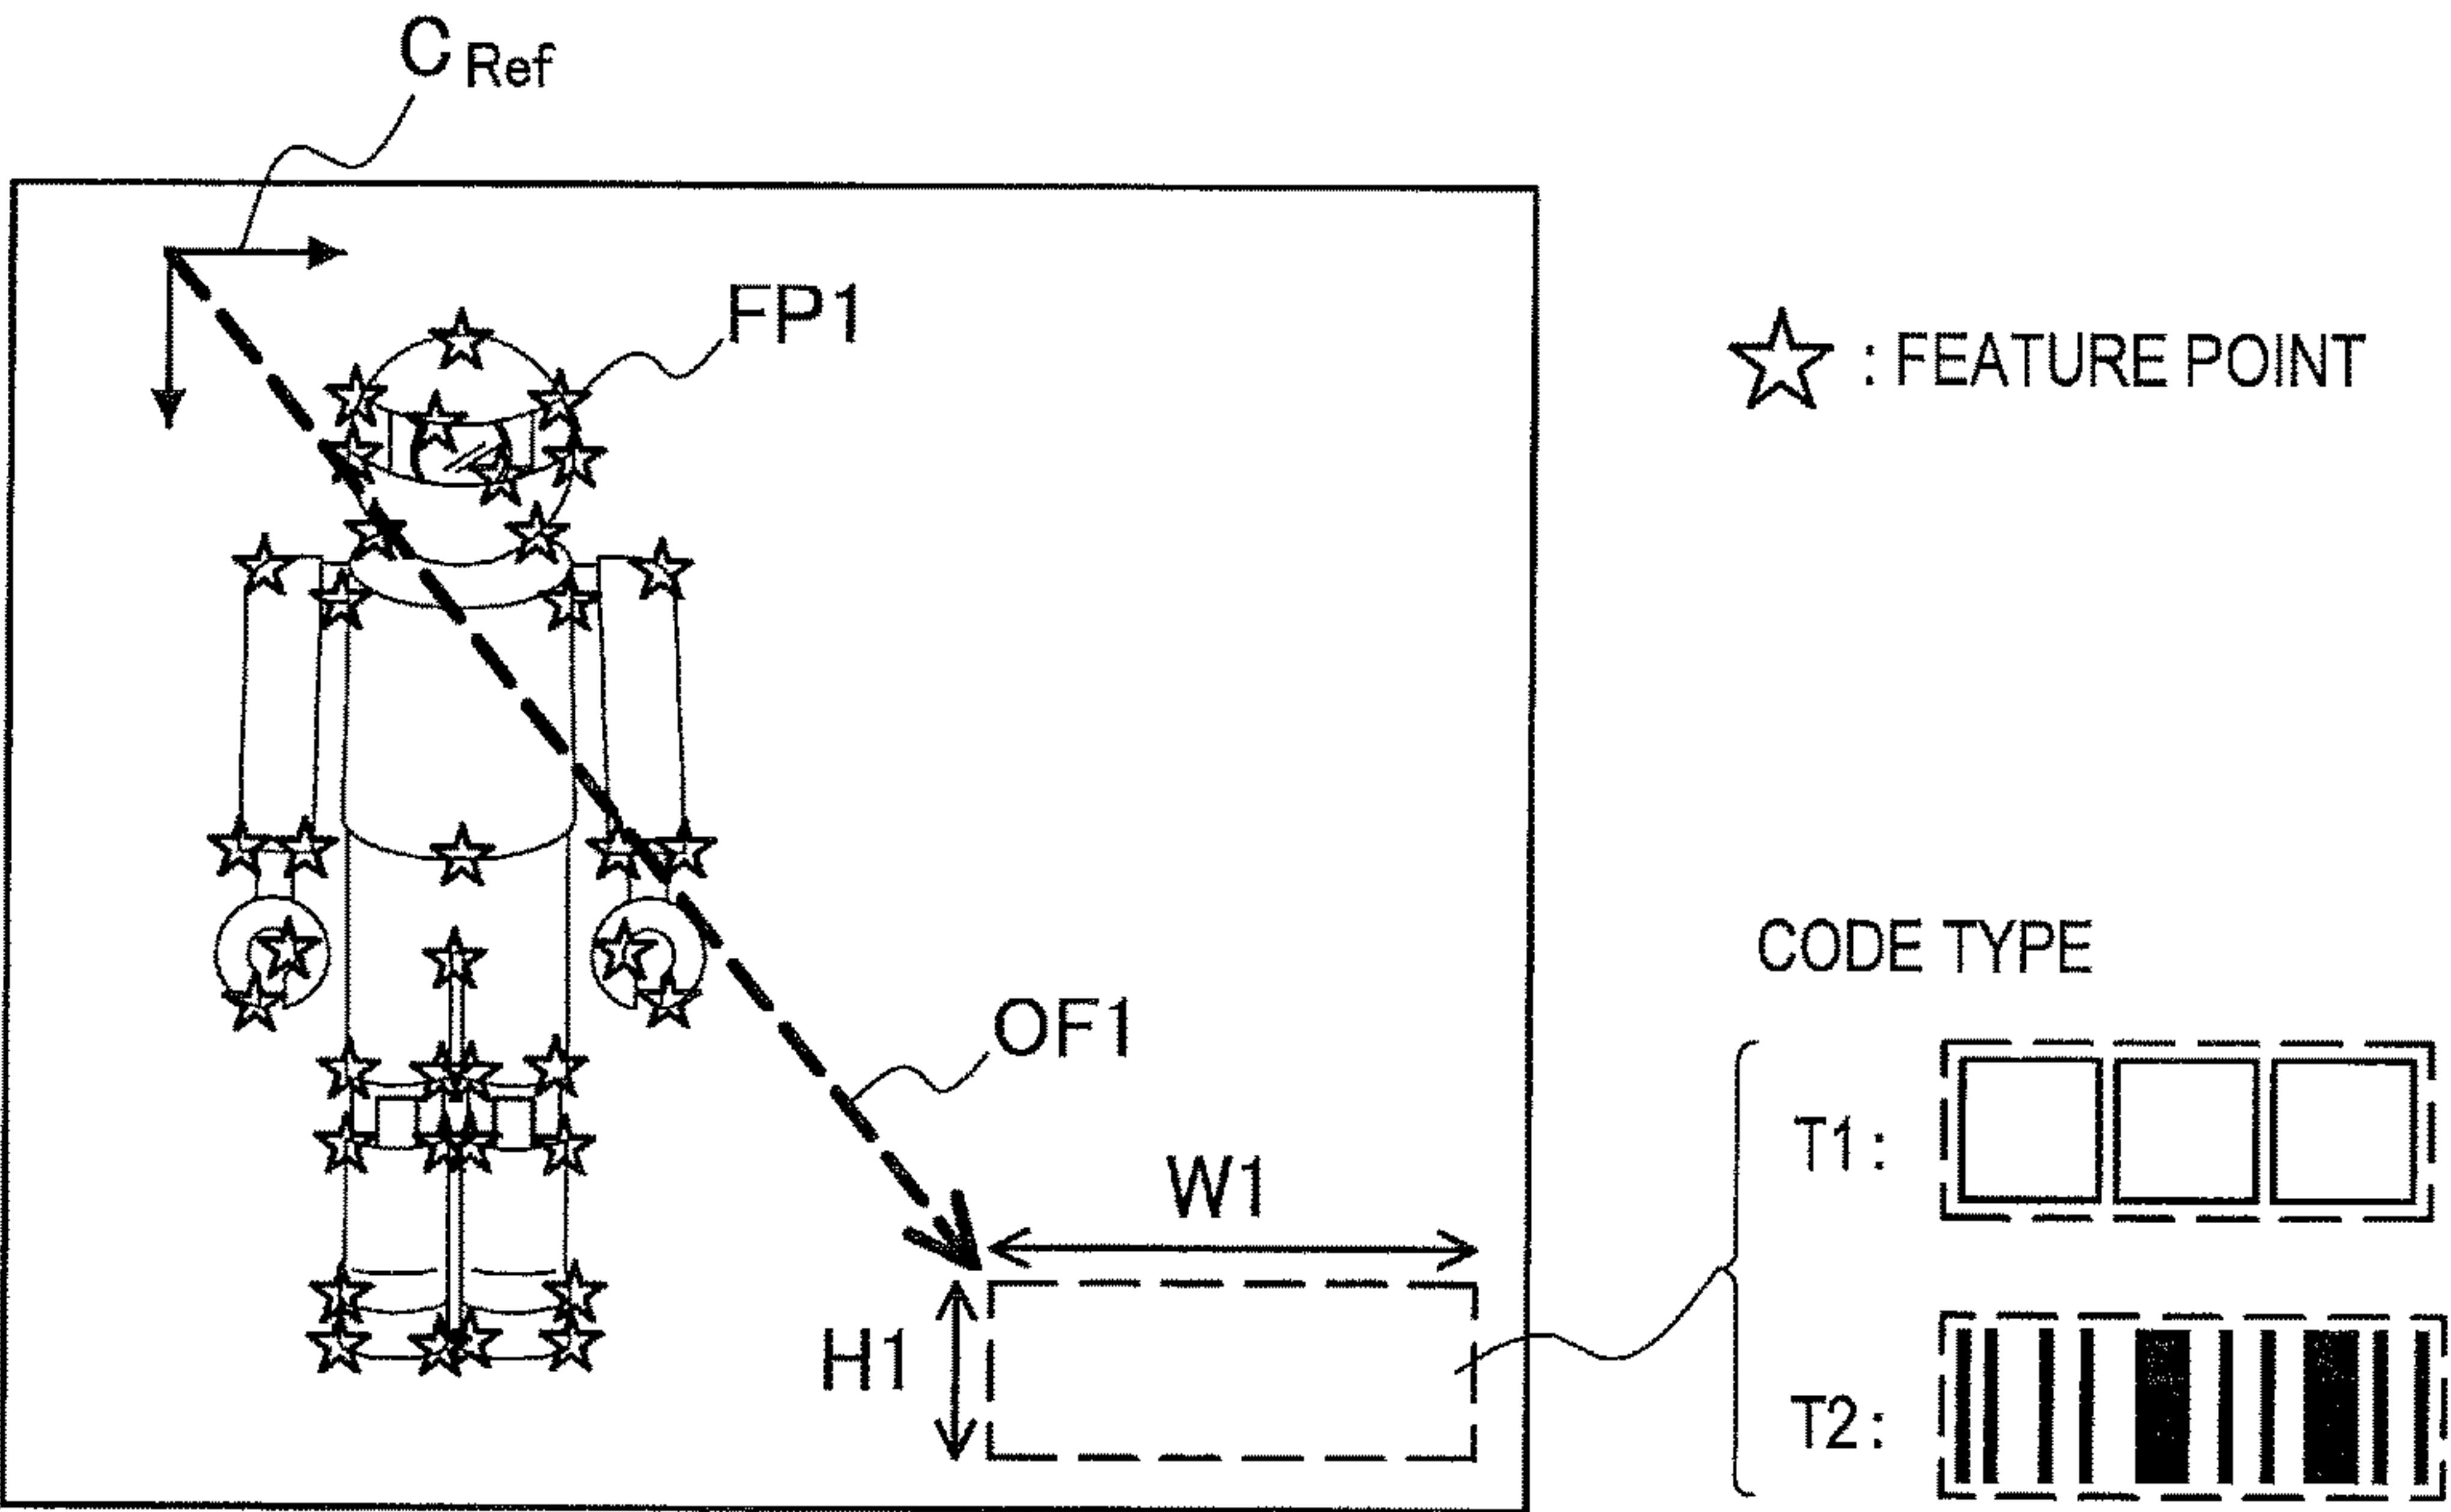 C Ref
FP1
☆ : FEATURE POINT
CODE TYPE
OF1
T1 :
W1
H1
T2 :